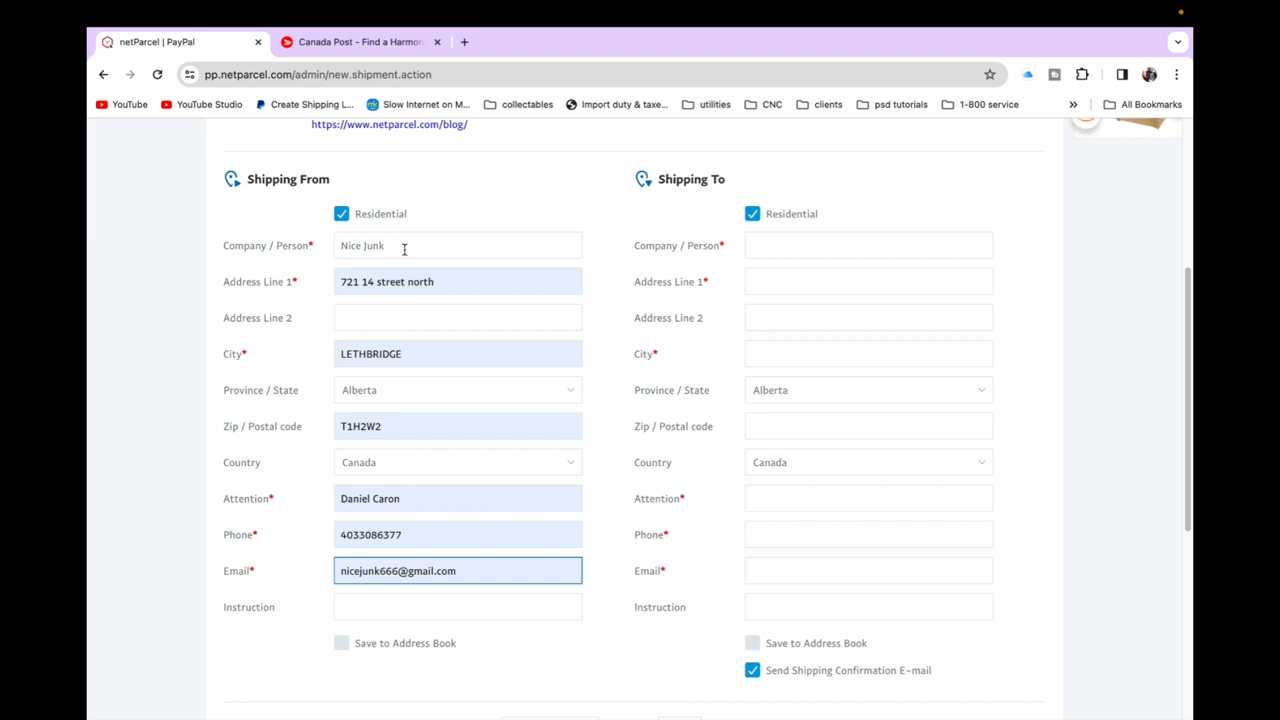 netParcel | PayPal
Canada Post - Find a Harmon
pp.netparcel.com/admin/new.shipment.action
YouTube YouTube Studio Create Shipping L... Slow Internet on M... collectables Import duty & taxe... utilities CNC clients psd tutorials 1-800 service » All Bookmarks
https://www.netparcel.com/blog/
Shipping From
Residential
Company / Person* Nice Junk
Address Line 1* 721 14 street north
Address Line 2
City* LETHBRIDGE
Province / State Alberta
Zip / Postal code T1H2W2
Country Canada
Attention* Daniel Caron
Phone* 4033086377
Email* nicejunk666@gmail.com
Instruction
Save to Address Book
Shipping To
Residential
Company / Person*
Address Line 1*
Address Line 2
City*
Province / State Alberta
Zip / Postal code
Country Canada
Attention*
Phone*
Email*
Instruction
Save to Address Book
Send Shipping Confirmation E-mail